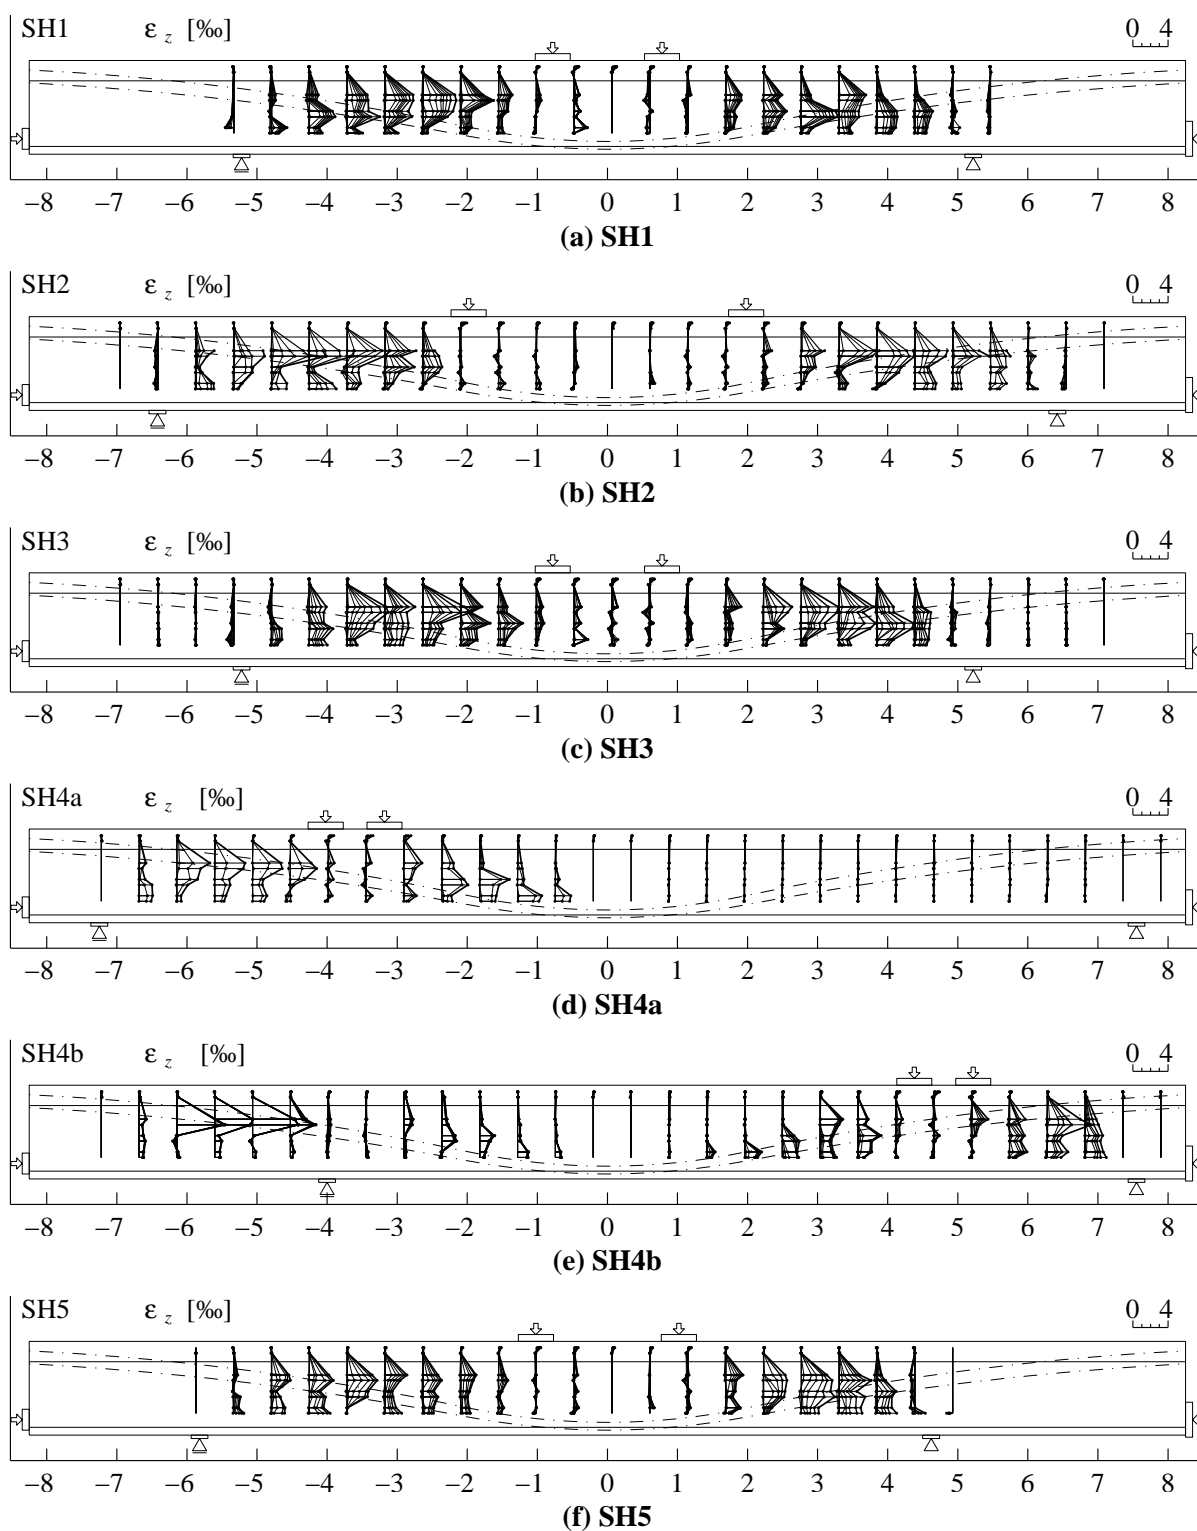 SH1 ε z [‰] 0 4
−8 −7 −6 −5 −4 −3 −2 −1 0 1 2 3 4 5 6 7 8
(a) SH1
SH2 ε z [‰] 0 4
−8 −7 −6 −5 −4 −3 −2 −1 0 1 2 3 4 5 6 7 8
(b) SH2
SH3 ε z [‰] 0 4
−8 −7 −6 −5 −4 −3 −2 −1 0 1 2 3 4 5 6 7 8
(c) SH3
SH4a ε z [‰] 0 4
−8 −7 −6 −5 −4 −3 −2 −1 0 1 2 3 4 5 6 7 8
(d) SH4a
SH4b ε z [‰] 0 4
−8 −7 −6 −5 −4 −3 −2 −1 0 1 2 3 4 5 6 7 8
(e) SH4b
SH5 ε z [‰] 0 4
−8 −7 −6 −5 −4 −3 −2 −1 0 1 2 3 4 5 6 7 8
(f) SH5